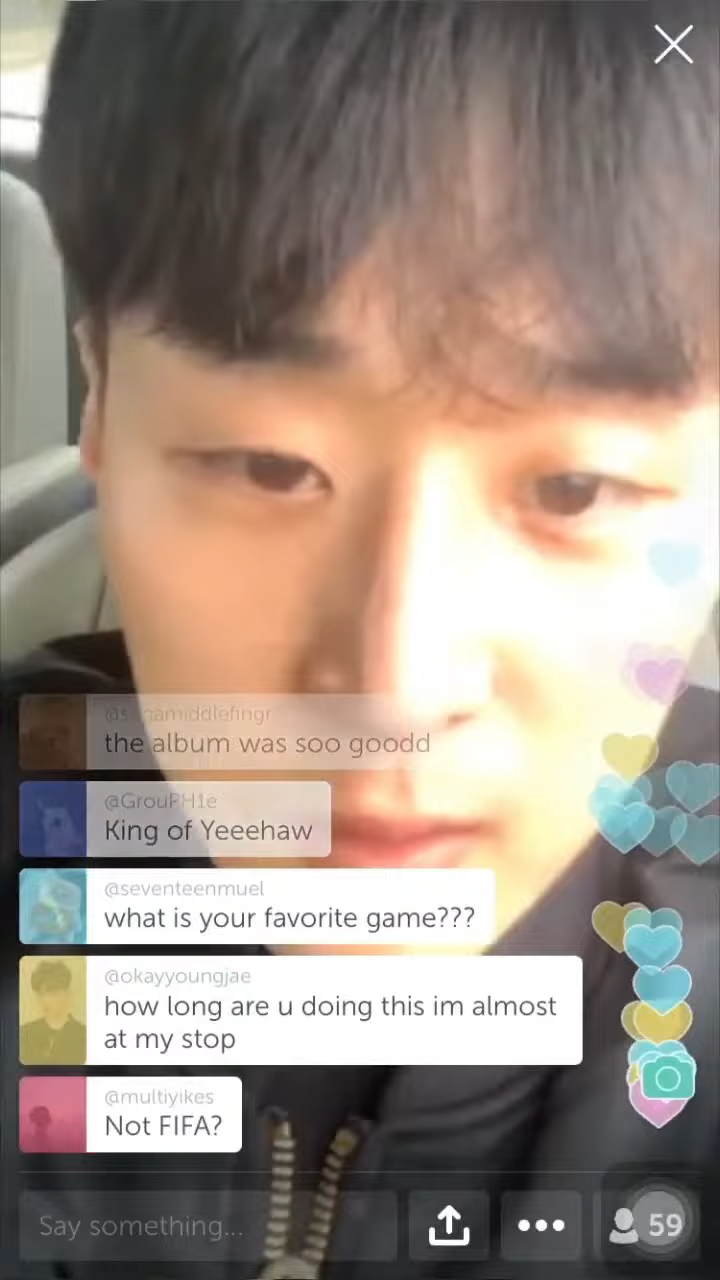 the album was soo goodd
@GrouPH1e
King of Yeeehaw
@seventeenmuel
what is your favorite game???
@okayyoungjae
how long are u doing this im almost
at my stop
@multiyikes
Not FIFA?
Say something...
59